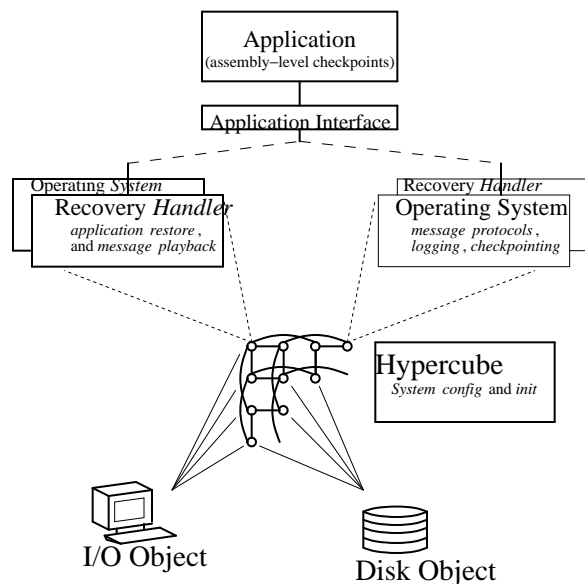 Application
(assembly–level checkpoints)
Application Interface
Operating System
Recovery Handler
application restore,
and message playback
Recovery Handler
Operating System
message protocols,
logging, checkpointing
Hypercube
System config and init
I/O Object
Disk Object